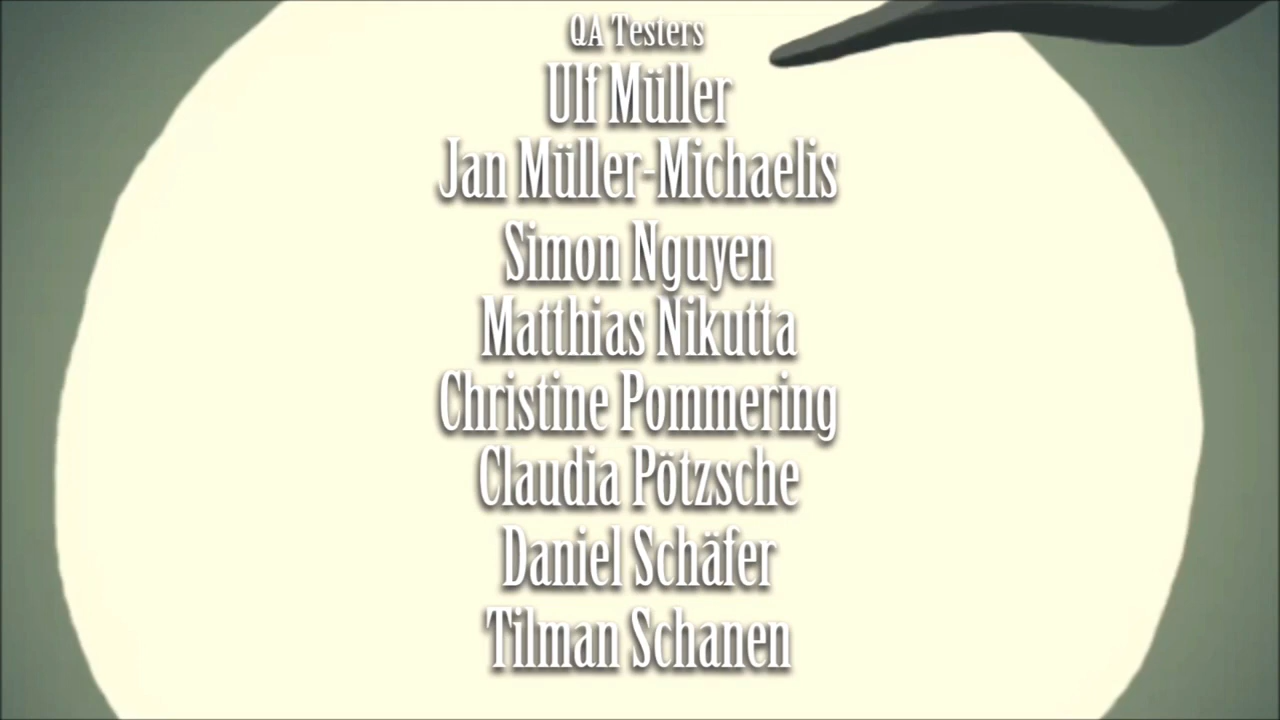 QA Testers
Ulf Müller
Jan Müller-Michaelis
Simon Nguyen
Matthias Nikutta
Christine Pommering
Claudia Pötzsche
Daniel Schäfer
Tilman Schanen